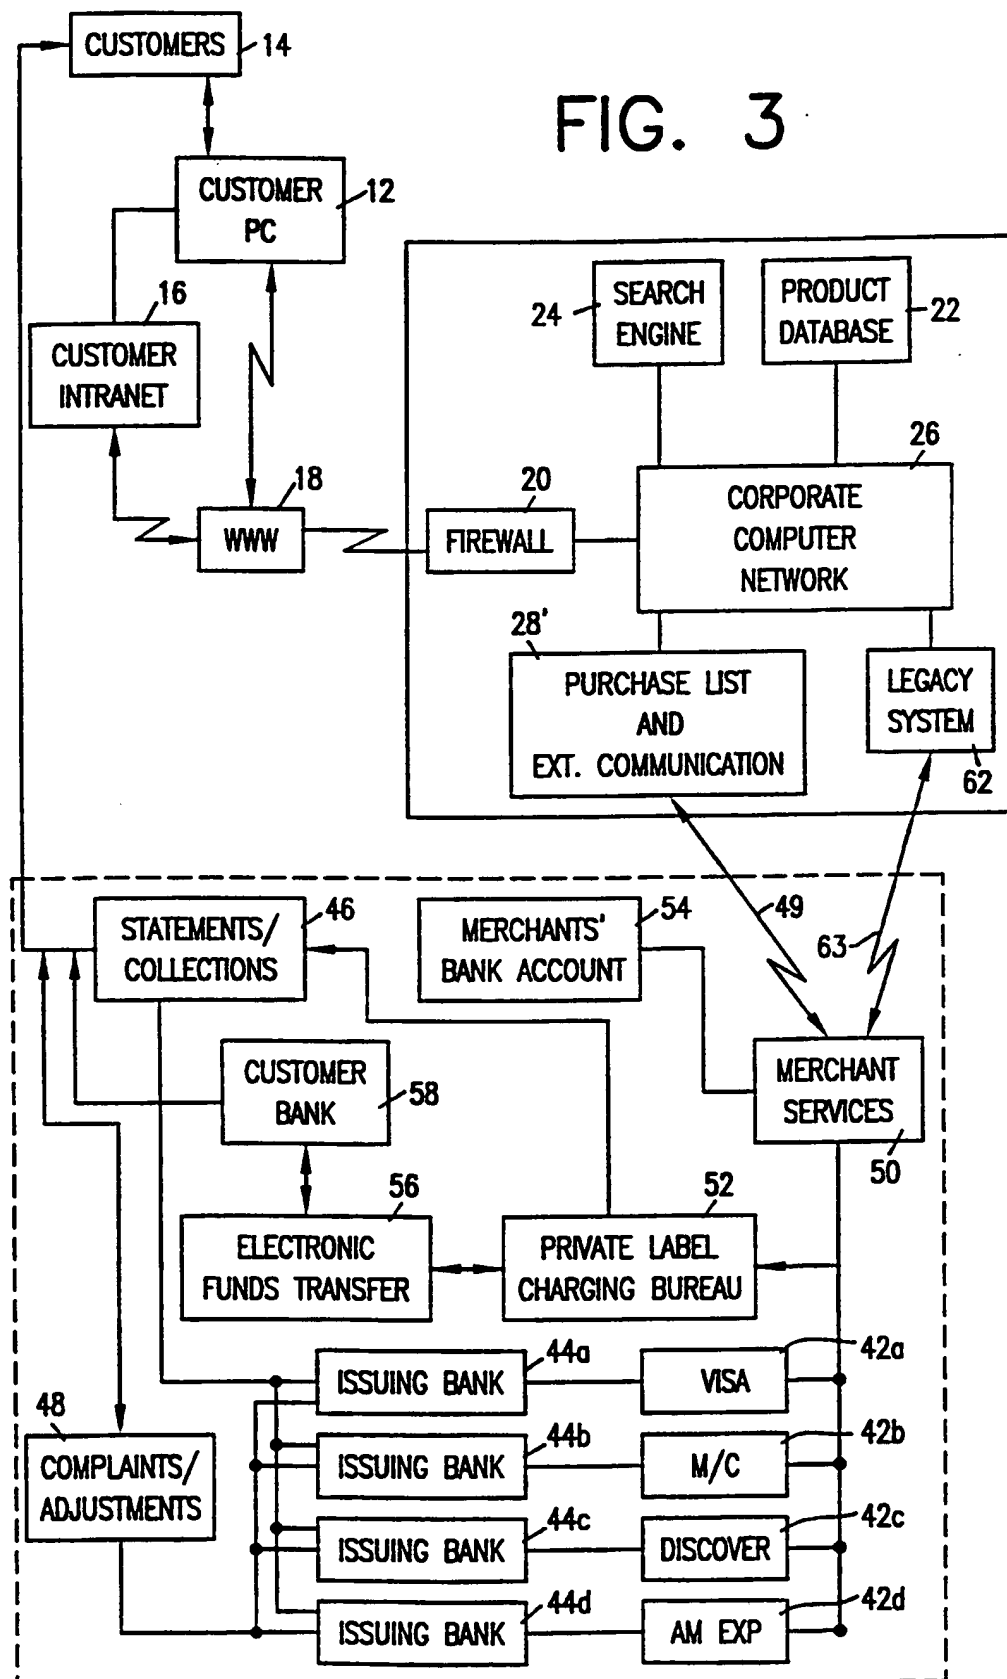 CUSTOMERS
14
FIG. 3
CUSTOMER
PC
12
16
CUSTOMER
INTRANET
24
SEARCH
ENGINE
PRODUCT
DATABASE
22
18
WWW
20
FIREWALL
26
CORPORATE
COMPUTER
NETWORK
28'
PURCHASE LIST
AND
EXT. COMMUNICATION
LEGACY
SYSTEM
62
STATEMENTS/
COLLECTIONS
46
MERCHANTS'
BANK ACCOUNT
54
49
63
CUSTOMER
BANK
58
MERCHANT
SERVICES
50
56
ELECTRONIC
FUNDS TRANSFER
52
PRIVATE LABEL
CHARGING BUREAU
ISSUING BANK
44a
VISA
42a
48
COMPLAINTS/
ADJUSTMENTS
ISSUING BANK
44b
M/C
42b
ISSUING BANK
44c
DISCOVER
42c
ISSUING BANK
44d
AM EXP
42d